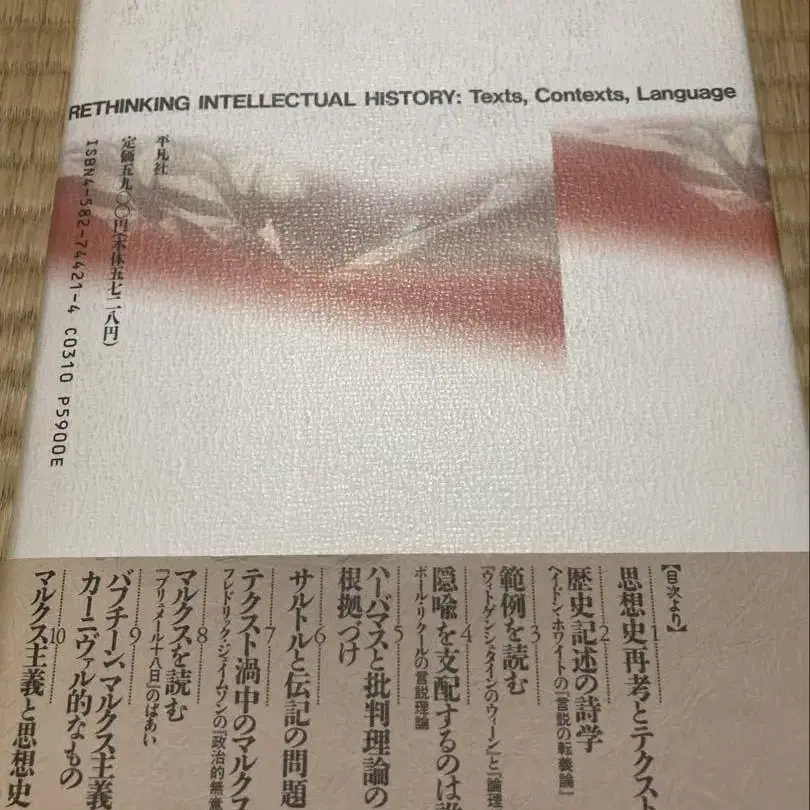 RETHINKING INTELLECTUAL HISTORY: Texts, Contexts, Language
平凡社
定価五九〇〇円(本体五七二八円)
ISBN4-582-74421-4 C0310 P5900E
【目次より】
1
思想史再考とテクスト
2
歴史記述の詩学
ヘイドン・ホワイトの『言説の転義論』
3
範例を読む
『ウィトゲンシュタインのウィーン』と『論理
4
隠喩を支配するのは
ポール・リクールの言説理論
5
ハーバマスと批判理論の
根拠づけ
6
サルトルと伝記の問題
7
テクスト渦中のマルクス
フレドリック・ジェイムソンの『政治的無意
8
マルクスを読む
『ブリュメール十八日』のばあい
9
バフチーン、マルクス主義
カーニヴァル的なもの
10
マルクス主義と思想史